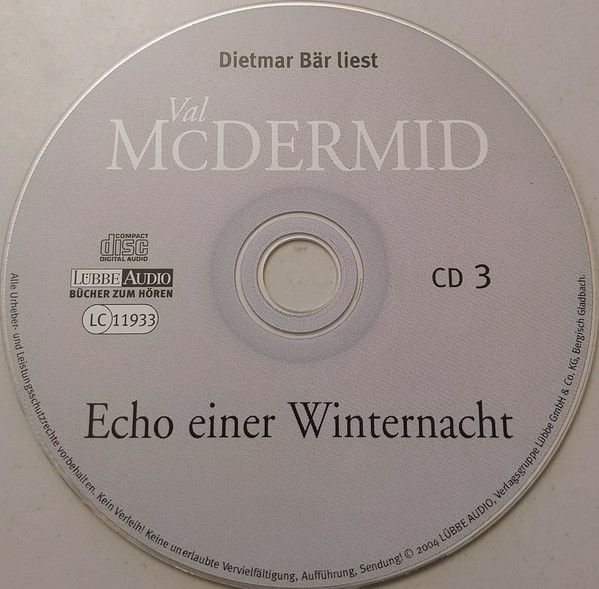 Dietmar Bär liest
Val
McDERMID
COMPACT
disc
DIGITAL AUDIO
LÜBBE AUDIO
BÜCHER ZUM HÖREN
LC 11933
CD 3
Echo einer Winternacht
Alle Urheber- und Leistungsschutzrechte vorbehalten. Kein Verleih! Keine unerlaubte Vervielfältigung, Aufführung, Sendung! © 2004 LÜBBE AUDIO, Verlagsgruppe Lübbe GmbH & Co. KG, Bergisch Gladbach.